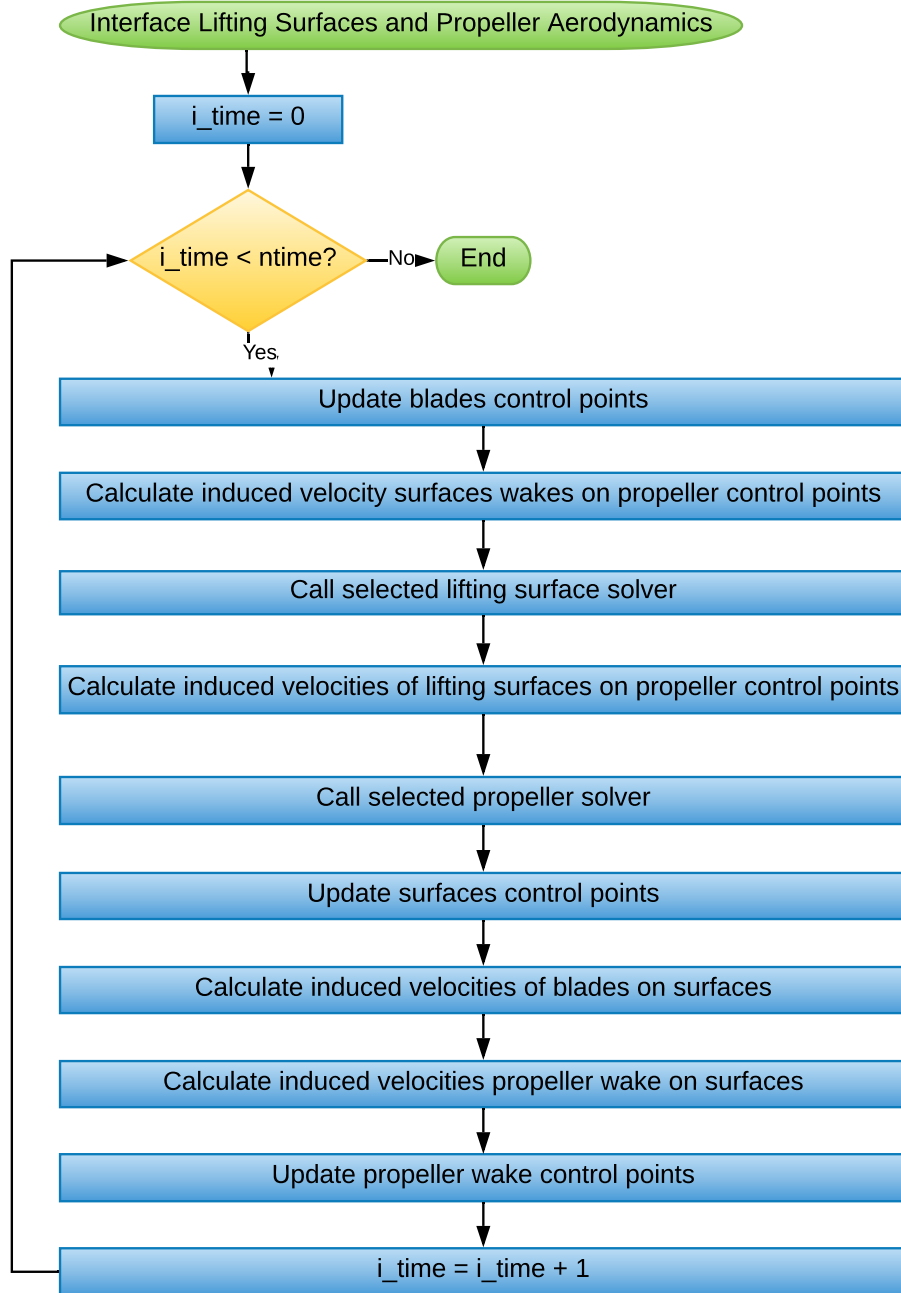 Interface Lifting Surfaces and Propeller Aerodynamics
i_time = 0
i_time < ntime?
No
End
Yes
Update blades control points
Calculate induced velocity surfaces wakes on propeller control points
Call selected lifting surface solver
Calculate induced velocities of lifting surfaces on propeller control points
Call selected propeller solver
Update surfaces control points
Calculate induced velocities of blades on surfaces
Calculate induced velocities propeller wake on surfaces
Update propeller wake control points
i_time = i_time + 1